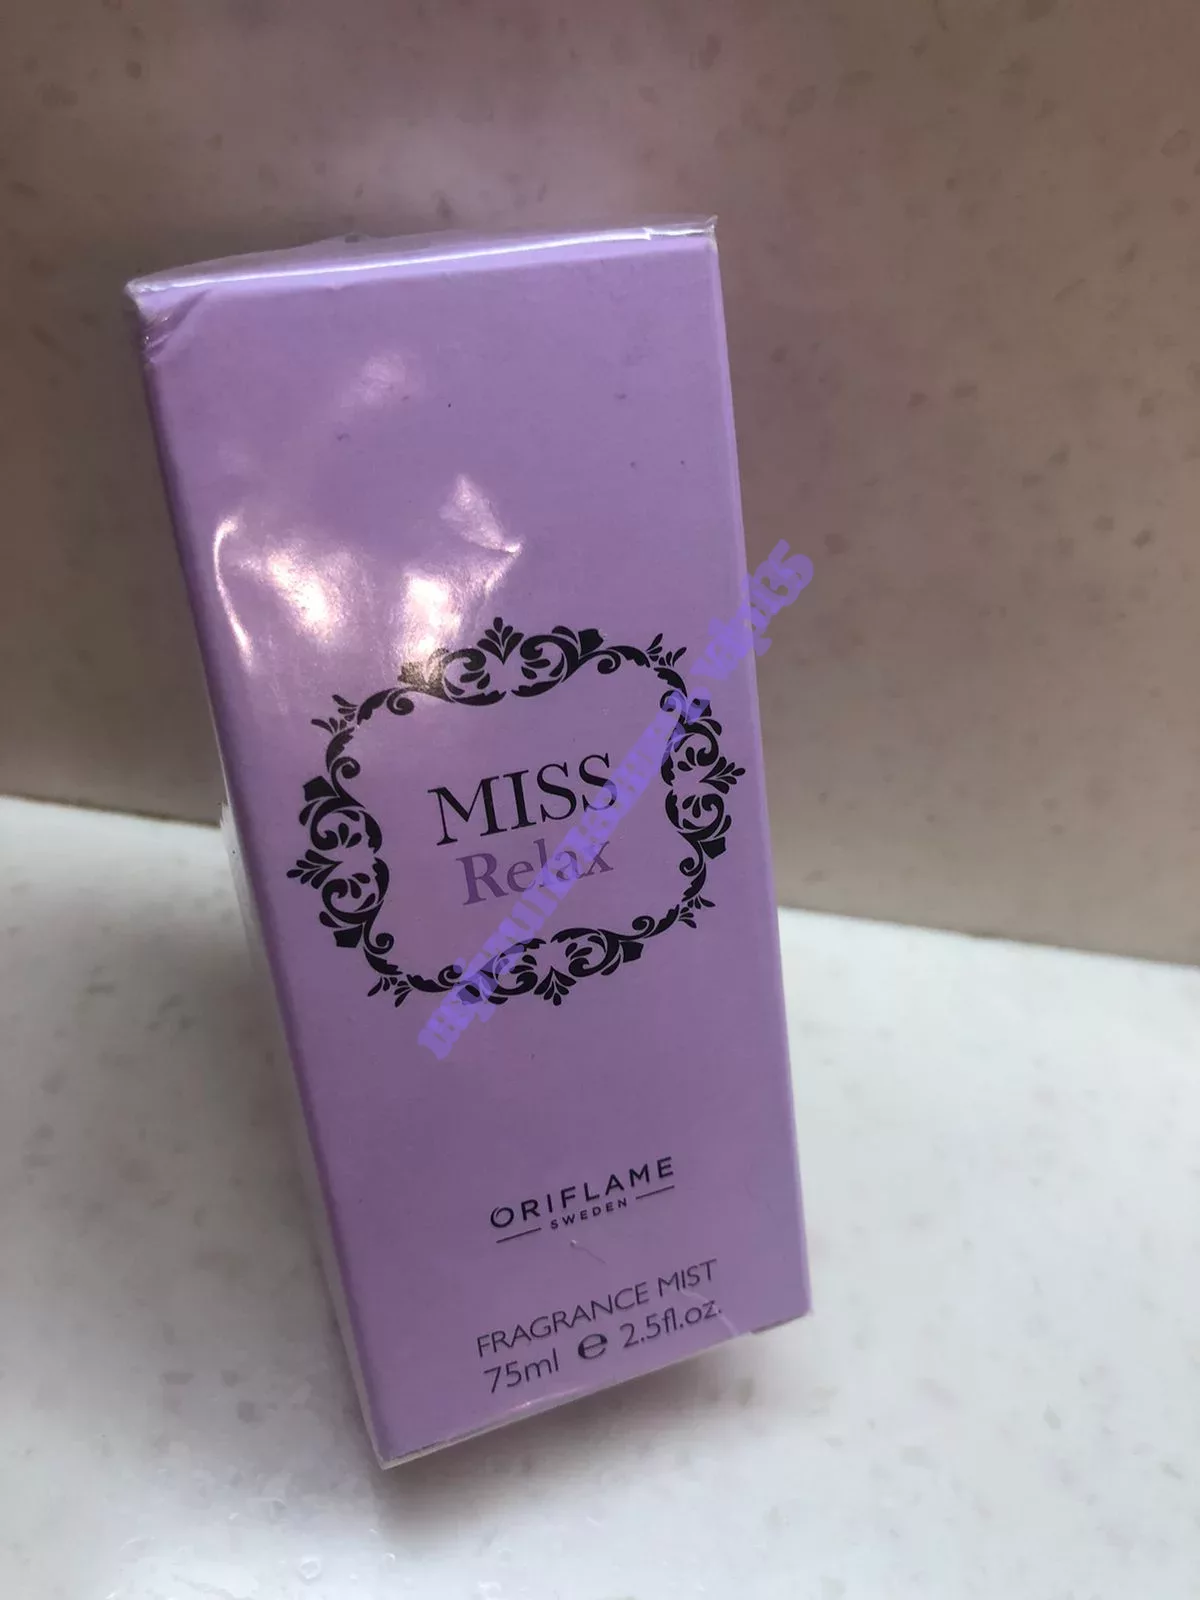 MISS
Relax
ORIFLAME
SWEDEN
FRAGRANCE MIST
75ml e 2.5fl.oz.